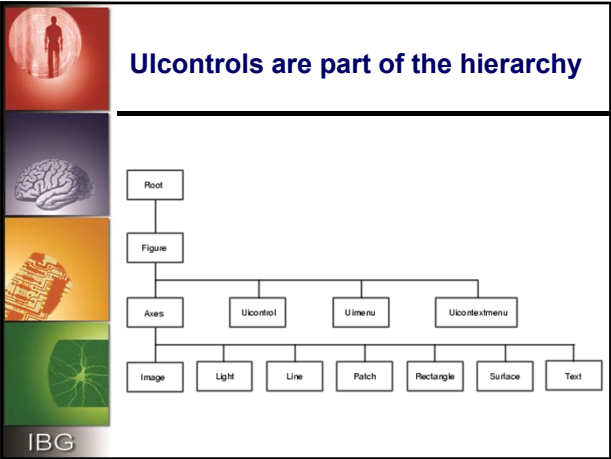 UIcontrols are part of the hierarchy
Root
Figure
Axes
Uicontrol
Uimenu
Uicontextmenu
Image
Light
Line
Patch
Rectangle
Surface
Text
IBG